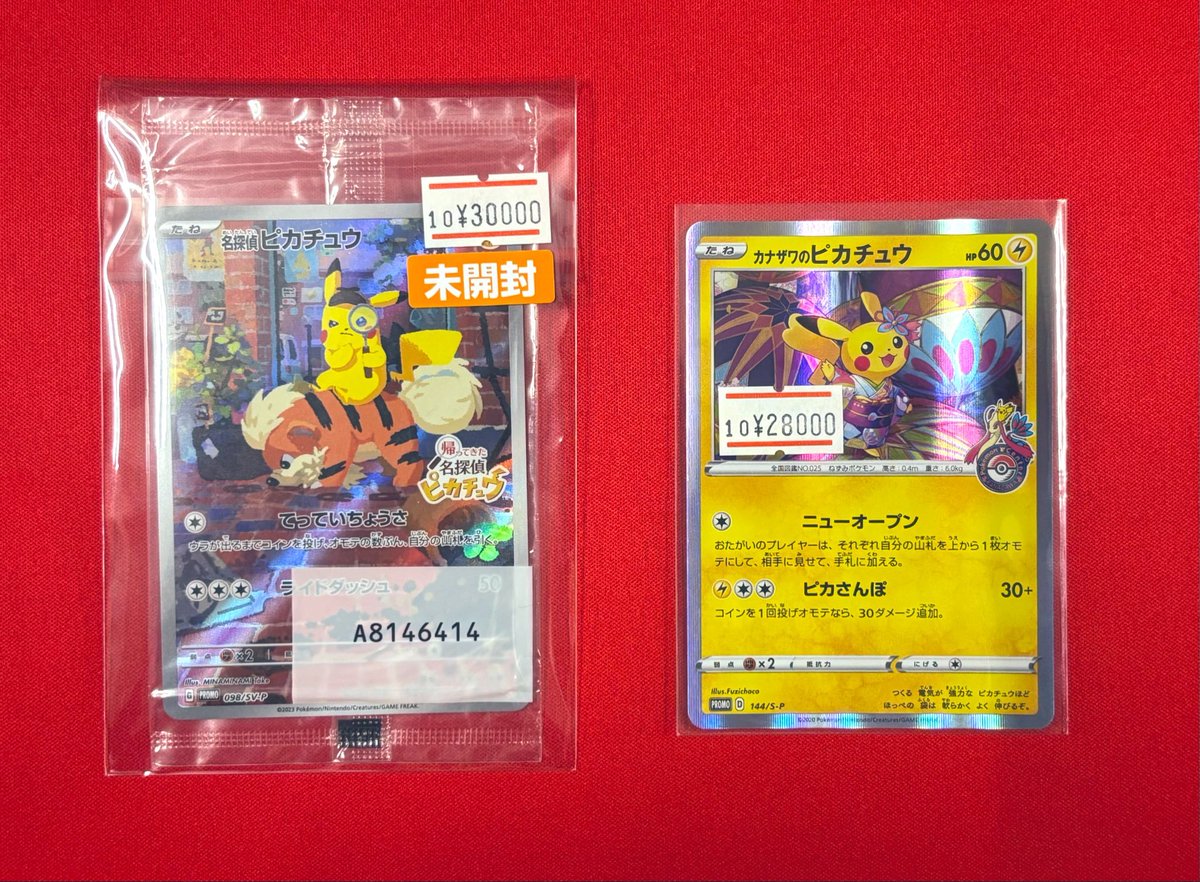 10¥30000
未開封
たね
名探偵ピカチュウ
帰ってきた
名探偵
ピカチュウ
てっていちょうさ
ウラが出るまでコインを投げ、オモテの数ぶん、自分の山札を引く。
ライドダッシュ 50
A8146414
弱点 ×2
Illus. MINAMINAMI Take
G PROMO 098/SV-P
©2023 Pokémon/Nintendo/Creatures/GAME FREAK.
たね
カナザワのピカチュウ
HP60
10¥28000
全国図鑑NO.025 ねずみポケモン 高さ:0.4m 重さ:6.0kg
ニューオープン
おたがいのプレイヤーは、それぞれ自分の山札を上から1枚オモ
テにして、相手に見せて、手札に加える。
ピカさんぽ 30+
コインを1回投げオモテなら、30ダメージ追加。
弱点 ×2 抵抗力 にげる
Illus.Fuzichoco
PROMO D 144/S-P
つくる 電気が 強力な ピカチュウほど
ほっぺの 袋は 軟らかく よく 伸びるぞ。
©2020 Pokémon/Nintendo/Creatures/GAME FREAK.